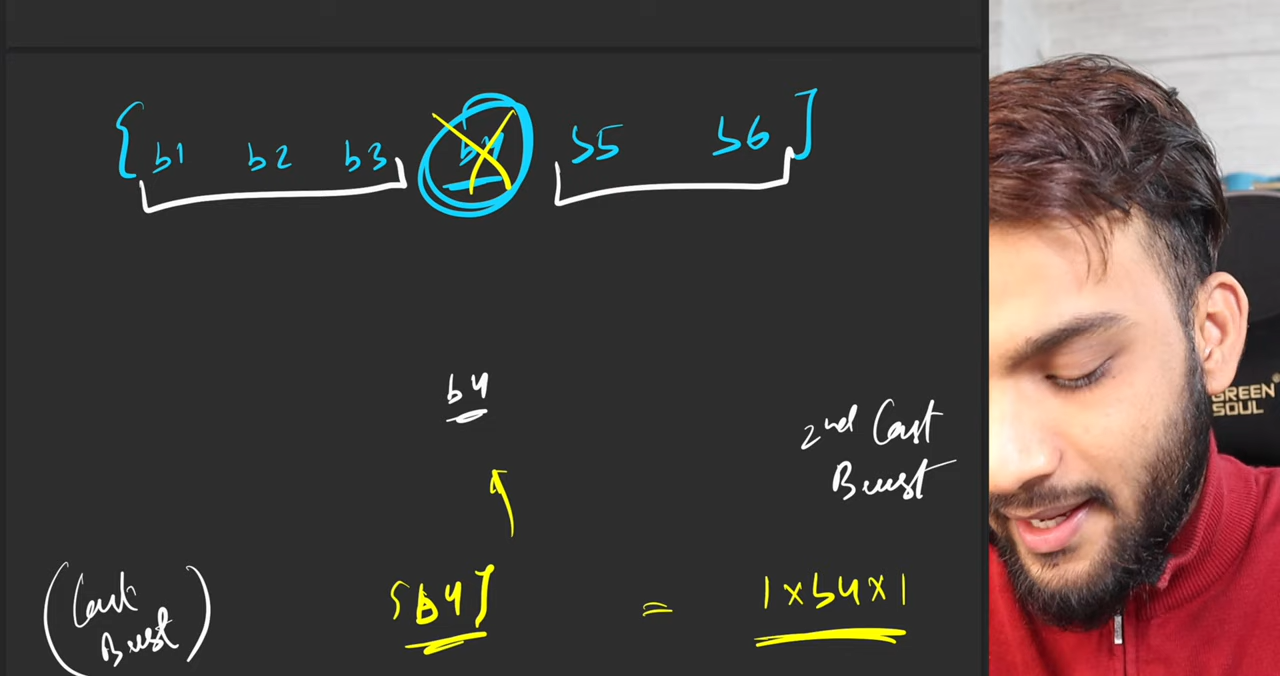 { b1 b2 b3 b4 b5 b6 ]
b4
2nd Last
Burst
(Last
Burst)
[b4] = 1 x b4 x 1
GREEN
SOUL